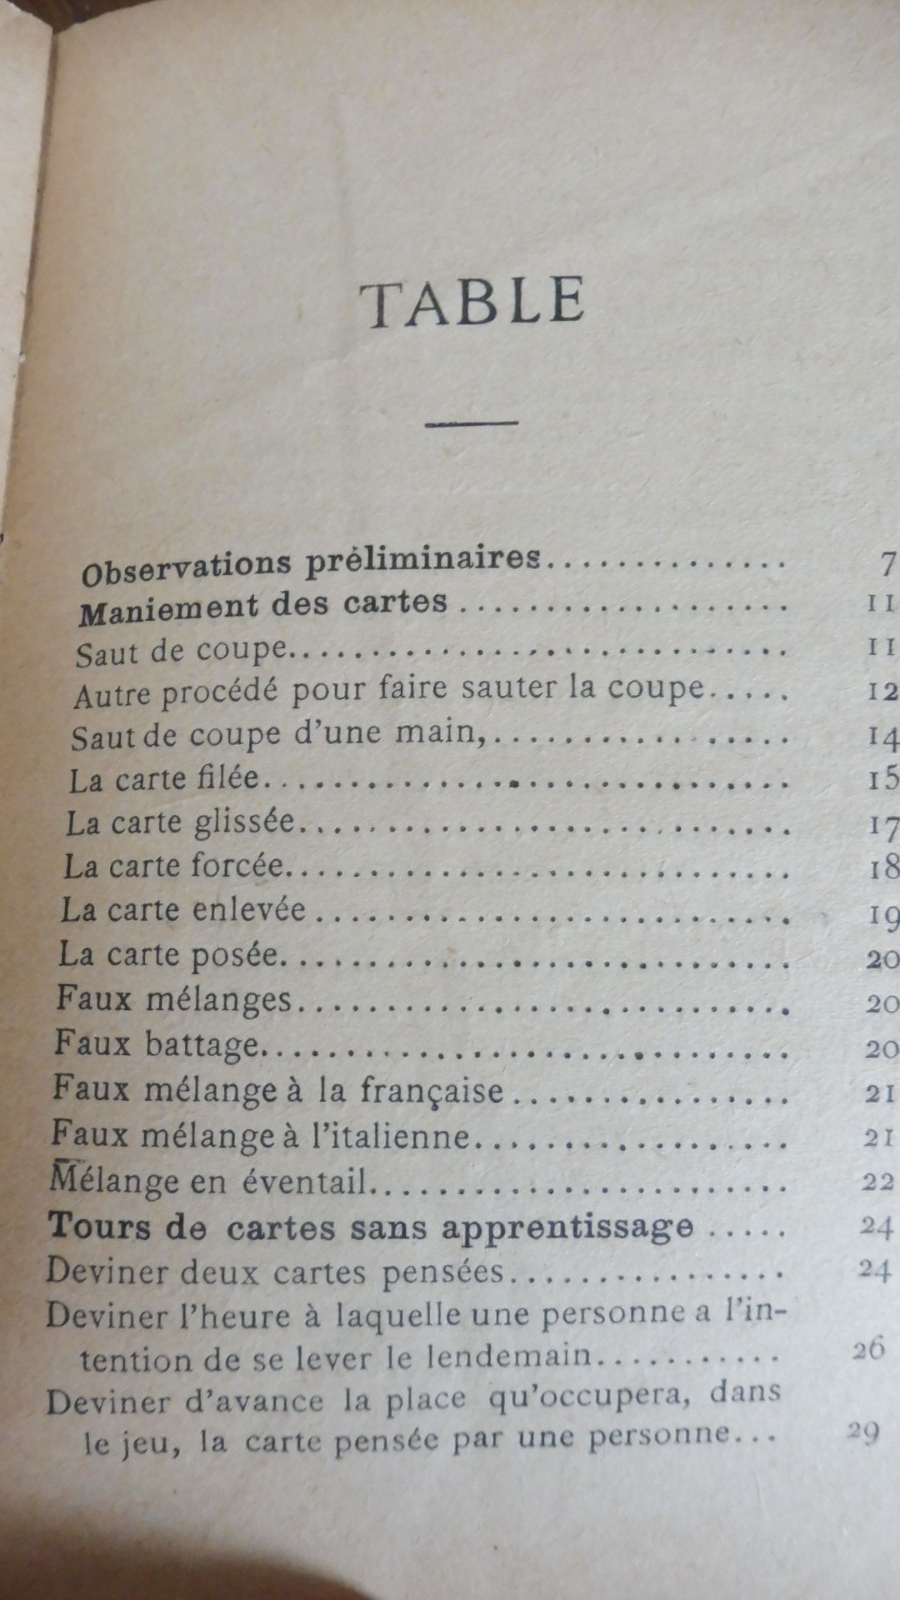 TABLE
Observations préliminaires.............. 7
Maniement des cartes ................... 11
Saut de coupe............................. 11
Autre procédé pour faire sauter la coupe..... 12
Saut de coupe d'une main,................ 14
La carte filée............................. 15
La carte glissée........................... 17
La carte forcée............................ 18
La carte enlevée .......................... 19
La carte posée............................ 20
Faux mélanges........................... 20
Faux battage............................. 20
Faux mélange à la française ................ 21
Faux mélange à l'italienne.................. 21
Mélange en éventail........................ 22
Tours de cartes sans apprentissage ..... 24
Deviner deux cartes pensées................ 24
Deviner l'heure à laquelle une personne a l'in-
tention de se lever le lendemain........... 26
Deviner d'avance la place qu'occupera, dans
le jeu, la carte pensée par une personne... 29